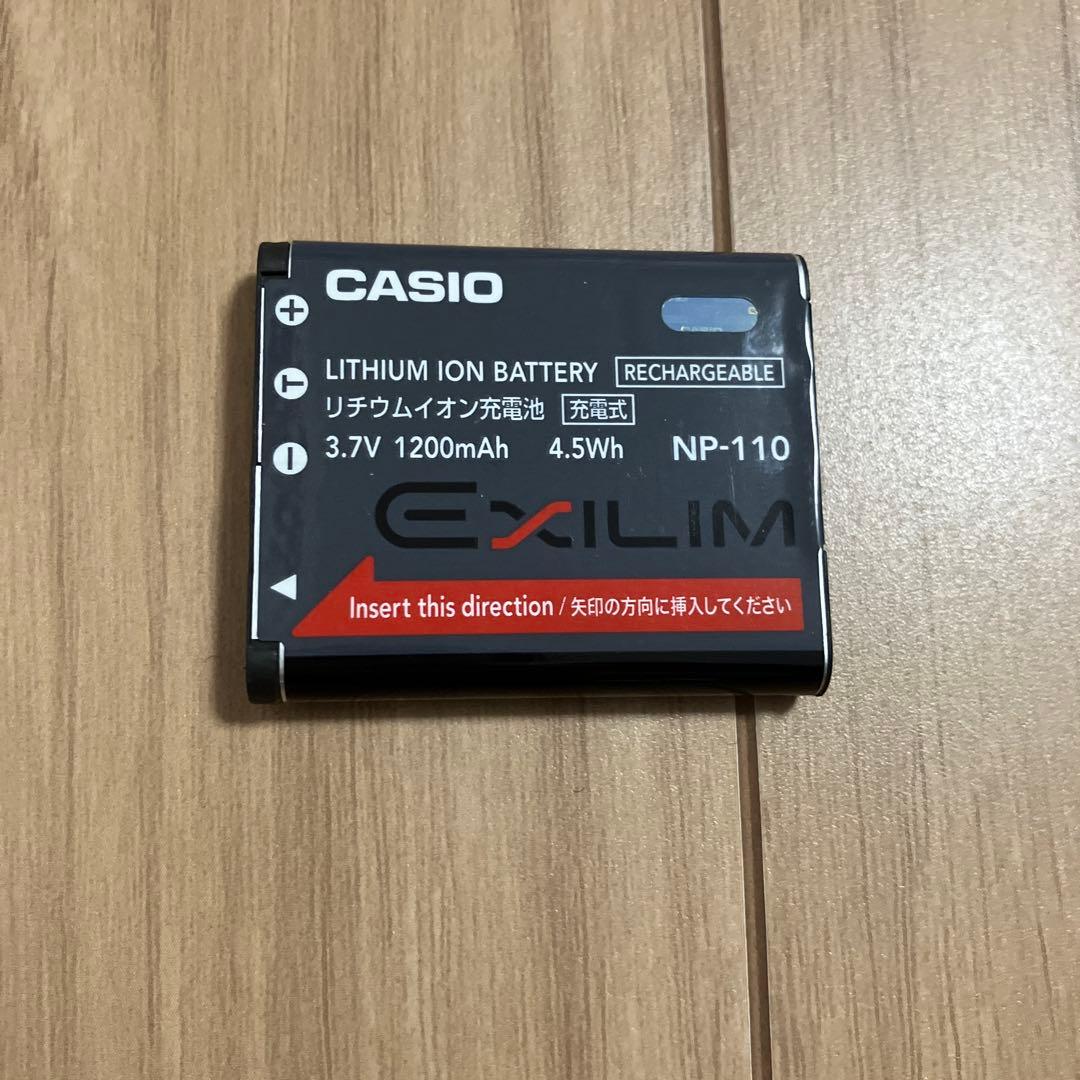 CASIO
+
CASIO
LITHIUM ION BATTERY RECHARGEABLE
T
リチウムイオン充電池 充電式
−
3.7V 1200mAh 4.5Wh NP-110
EXILIM
Insert this direction / 矢印の方向に挿入してください